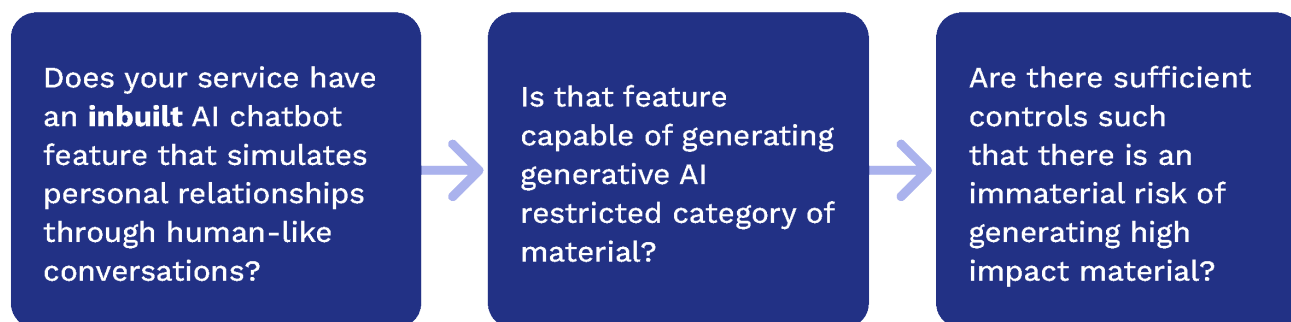 Does your service have
an inbuilt AI chatbot
feature that simulates
personal relationships
through human-like
conversations?
Is that feature
capable of generating
generative AI
restricted category of
material?
Are there sufficient
controls such
that there is an
immaterial risk of
generating high
impact material?